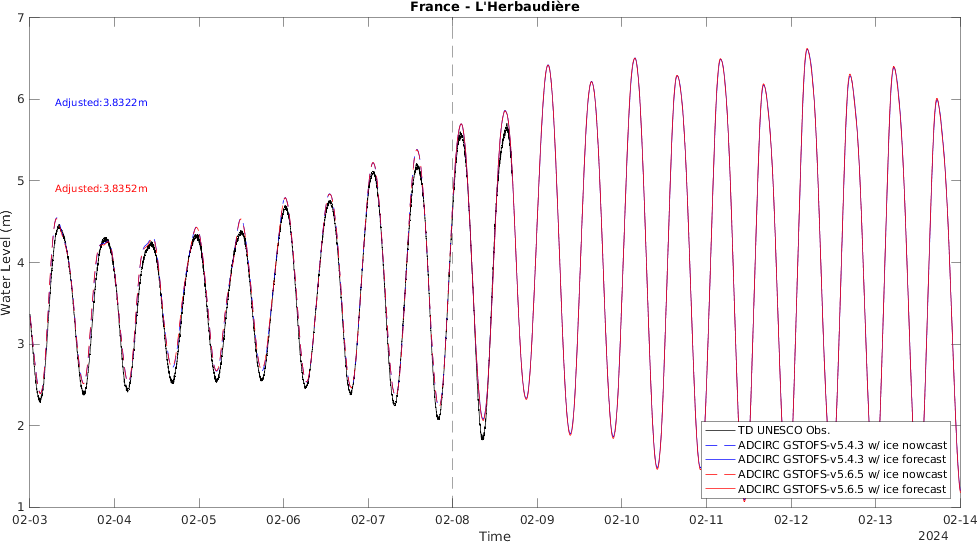 France - L'Herbaudière
7
6
5
4
3
2
1
Water Level (m)
Adjusted:3.8322m
Adjusted:3.8352m
TD UNESCO Obs.
ADCIRC GSTOFS-v5.4.3 w/ ice nowcast
ADCIRC GSTOFS-v5.4.3 w/ ice forecast
ADCIRC GSTOFS-v5.6.5 w/ ice nowcast
ADCIRC GSTOFS-v5.6.5 w/ ice forecast
02-03 02-04 02-05 02-06 02-07 02-08 02-09 02-10 02-11 02-12 02-13 02-14
Time
2024